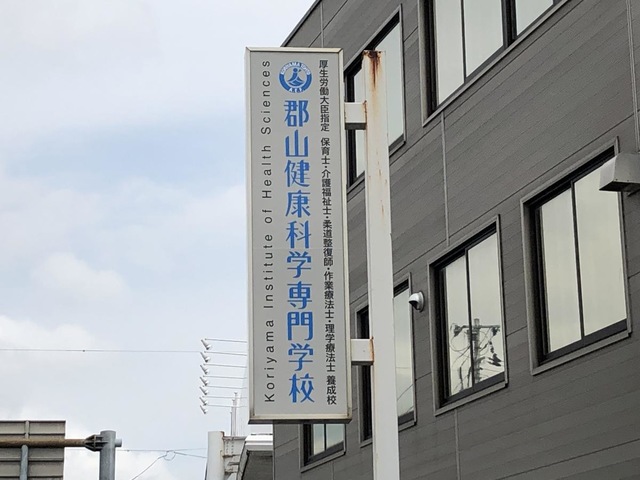 厚生労働大臣指定 保育士・介護福祉士・柔道整復師・作業療法士・理学療法士 養成校
郡山健康科学専門学校
Koriyama Institute of Health Sciences